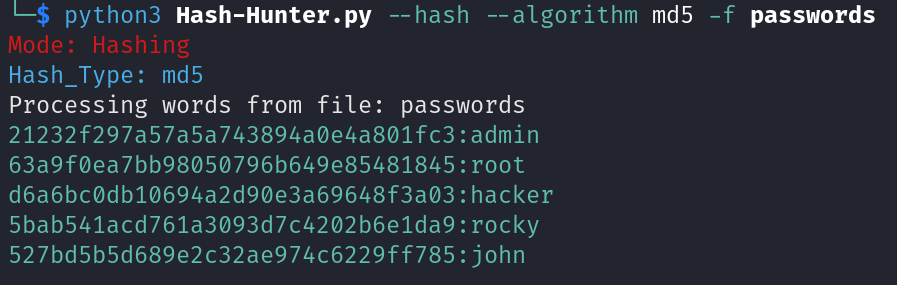 └─$ python3 Hash-Hunter.py --hash --algorithm md5 -f passwords
Mode: Hashing
Hash_Type: md5
Processing words from file: passwords
21232f297a57a5a743894a0e4a801fc3:admin
63a9f0ea7bb98050796b649e85481845:root
d6a6bc0db10694a2d90e3a69648f3a03:hacker
5bab541acd761a3093d7c4202b6e1da9:rocky
527bd5b5d689e2c32ae974c6229ff785:john